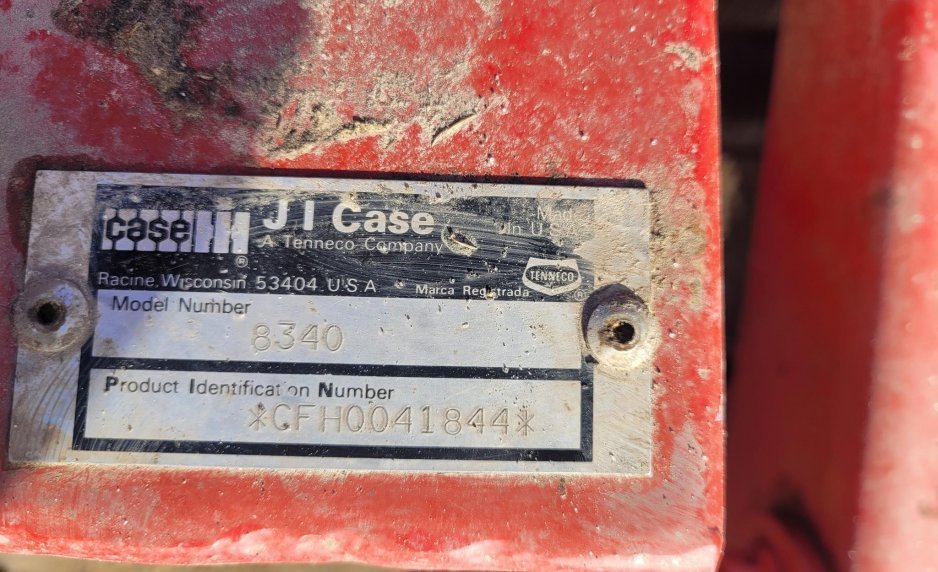 case IH ®
J I Case
A Tenneco Company
Made
In U.S.A.
TENNECO ®
Racine, Wisconsin 53404 U.S.A.
Marca Registrada
Model Number
8340
Product Identification Number
*CFH0041844*